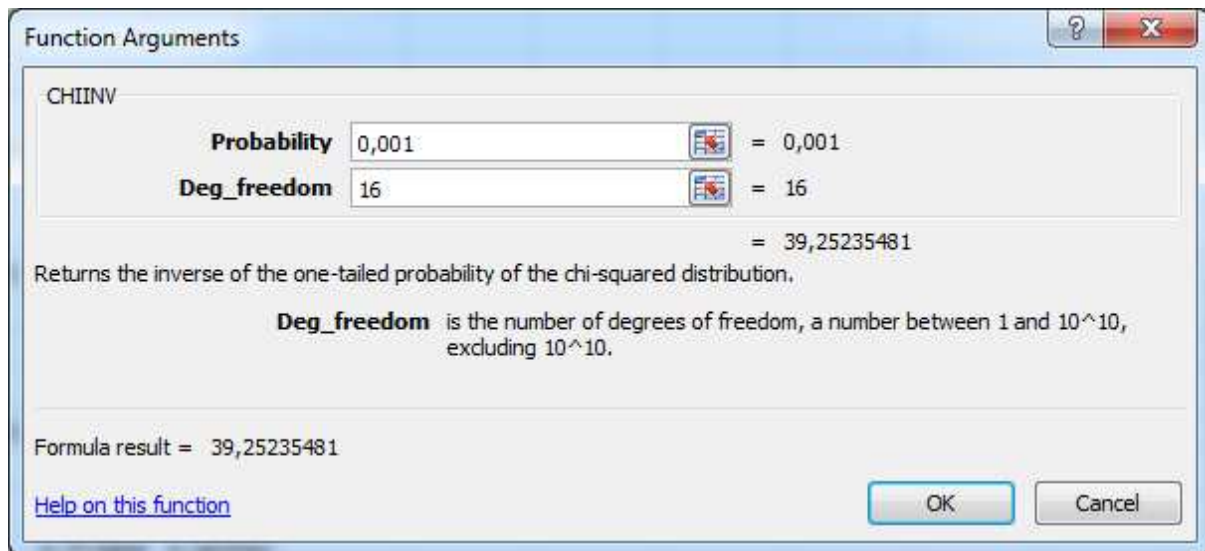 Function Arguments
CHIINV
Probability 0,001 = 0,001
Deg_freedom 16 = 16
= 39,25235481
Returns the inverse of the one-tailed probability of the chi-squared distribution.
Deg_freedom is the number of degrees of freedom, a number between 1 and 10^10,
excluding 10^10.
Formula result = 39,25235481
Help on this function
OK Cancel